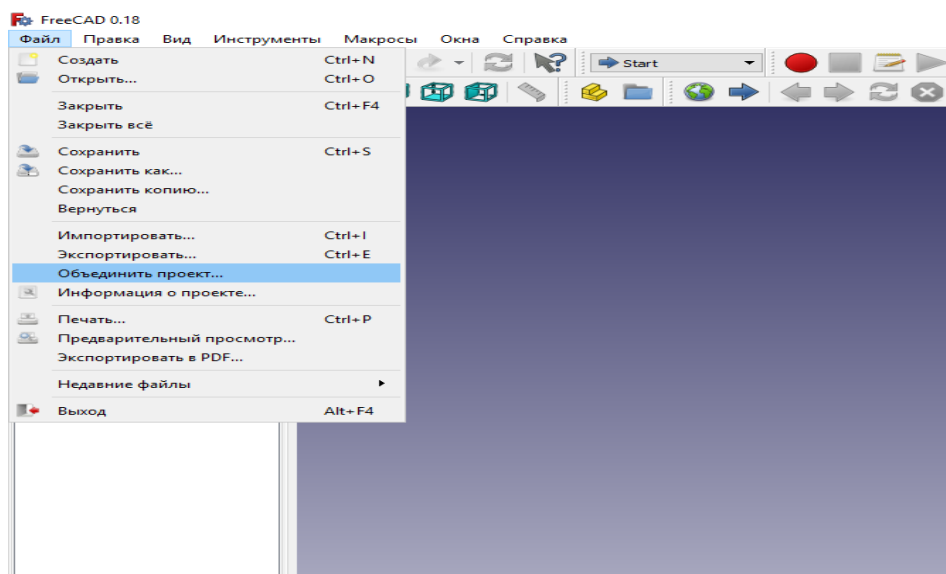 FreeCAD 0.18
Файл Правка Вид Инструменты Макросы Окна Справка
Start
Создать Ctrl+N
Открыть... Ctrl+O
Закрыть Ctrl+F4
Закрыть всё
Сохранить Ctrl+S
Сохранить как...
Сохранить копию...
Вернуться
Импортировать... Ctrl+I
Экспортировать... Ctrl+E
Объединить проект...
Информация о проекте...
Печать... Ctrl+P
Предварительный просмотр...
Экспортировать в PDF...
Недавние файлы
Выход Alt+F4